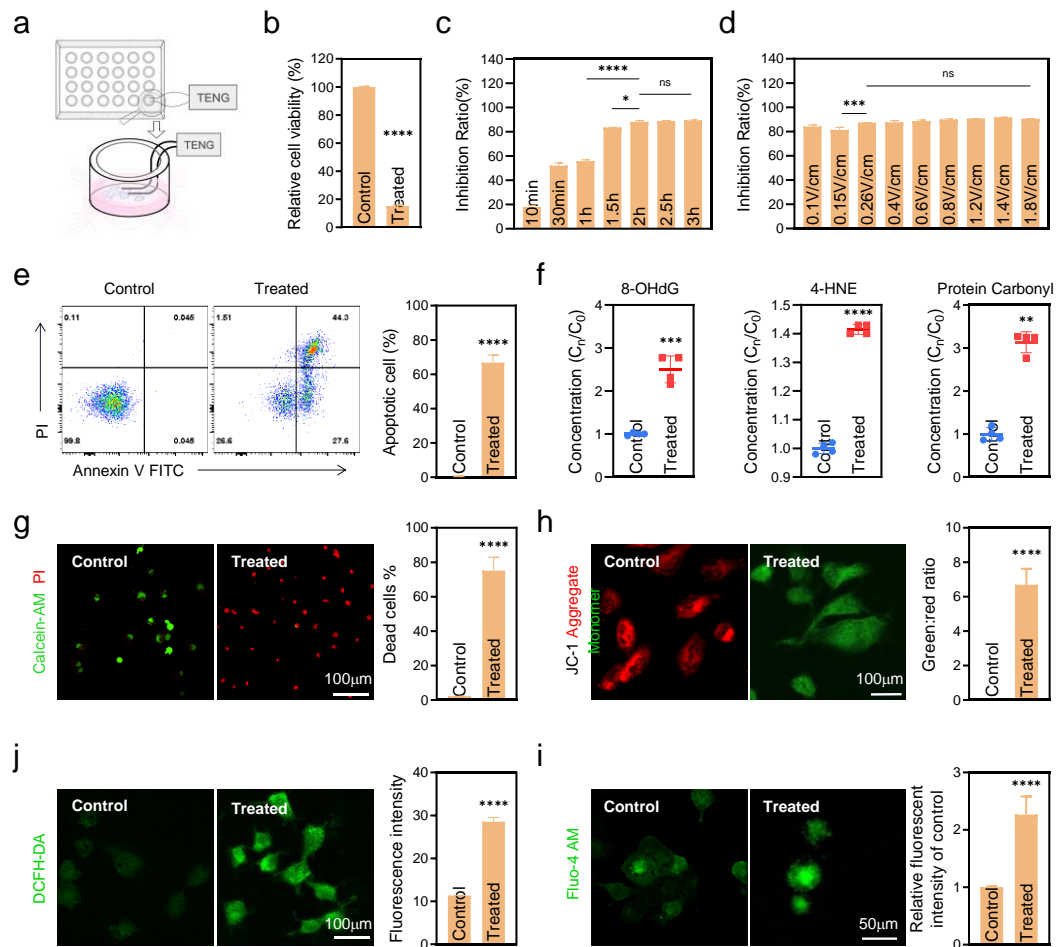 a
TENG
TENG
b
Relative cell viability (%)
120
100
80
60
40
20
0
****
Control
Treated
c
Inhibition Ratio(%)
140
120
100
80
60
40
20
0
****
ns
*
10min
30min
1h
1.5h
2h
2.5h
3h
d
Inhibition Ratio(%)
140
120
100
80
60
40
20
0
ns
***
0.1V/cm
0.15V/cm
0.26V/cm
0.4V/cm
0.6V/cm
0.8V/cm
1.2V/cm
1.4V/cm
1.8V/cm
e
Control
Treated
0.11
0.045
99.8
0.045
1.51
44.3
26.6
27.6
PI
Annexin V FITC
Apoptotic cell (%)
100
80
60
40
20
0
****
Control
Treated
f
8-OHdG
Concentration (Cn/C0)
4
3
2
1
0
***
Control
Treated
4-HNE
Concentration (Cn/C0)
1.5
1.4
1.3
1.2
1.1
1.0
0.9
****
Control
Treated
Protein Carbonyl
Concentration (Cn/C0)
4
3
2
1
0
**
Control
Treated
g
Calcein-AM PI
Control
Treated
100μm
Dead cells %
100
80
60
40
20
0
****
Control
Treated
h
JC-1 Aggregate
Monomer
Control
Treated
100μm
Green:red ratio
10
8
6
4
2
0
****
Control
Treated
j
DCFH-DA
Control
Treated
100μm
Fluorescence intensity
40
30
20
10
0
****
Control
Treated
i
Fluo-4 AM
Control
Treated
50μm
Relative fluorescent
intensity of control
3
2
1
0
****
Control
Treated